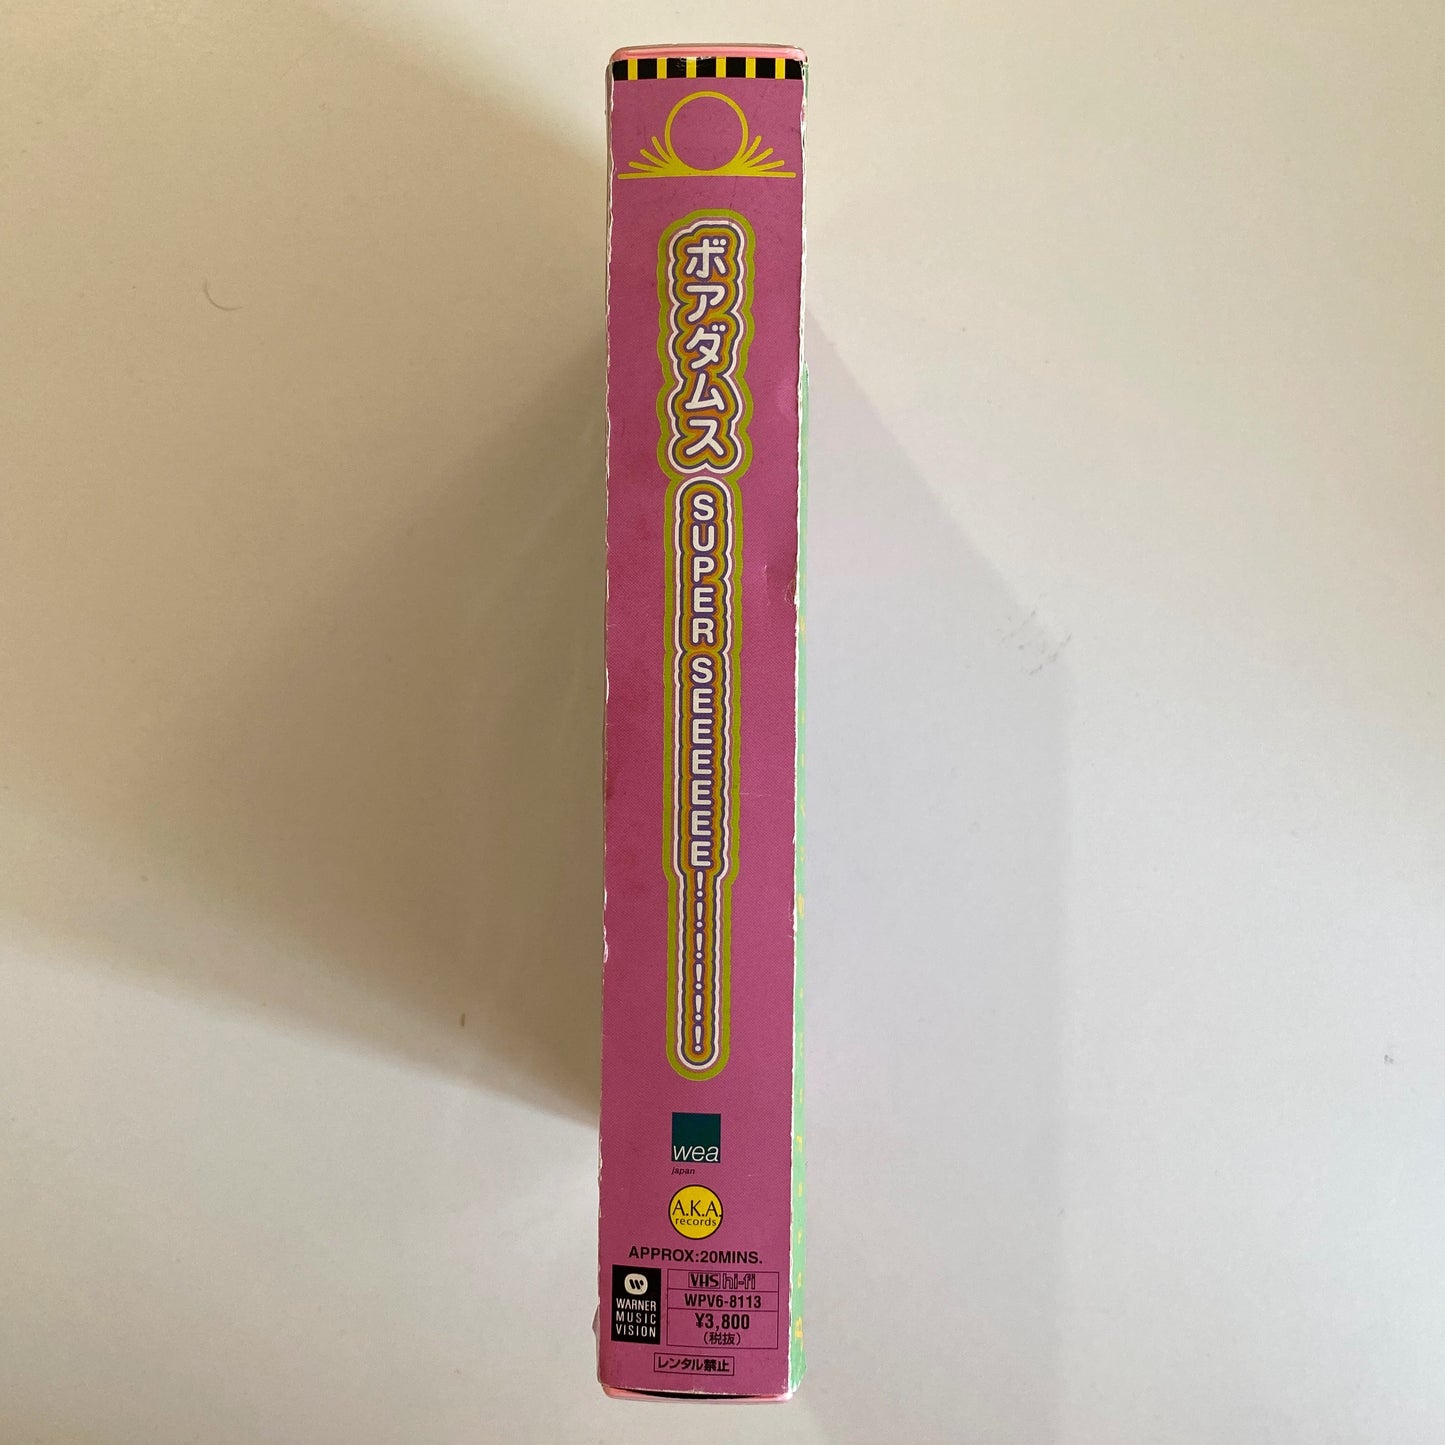 ボアダムス
SUPER SEEEEEE!!!!!!
wea
japan
A.K.A.
records
APPROX:20MINS.
WARNER
MUSIC
VISION
VHS hi-fi
WPV6-8113
¥3,800
(税抜)
レンタル禁止